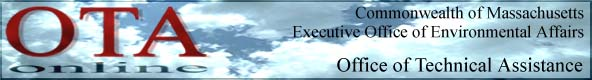 OTA
online
Commonwealth of Massachusetts
Executive Office of Environmental Affairs
Office of Technical Assistance